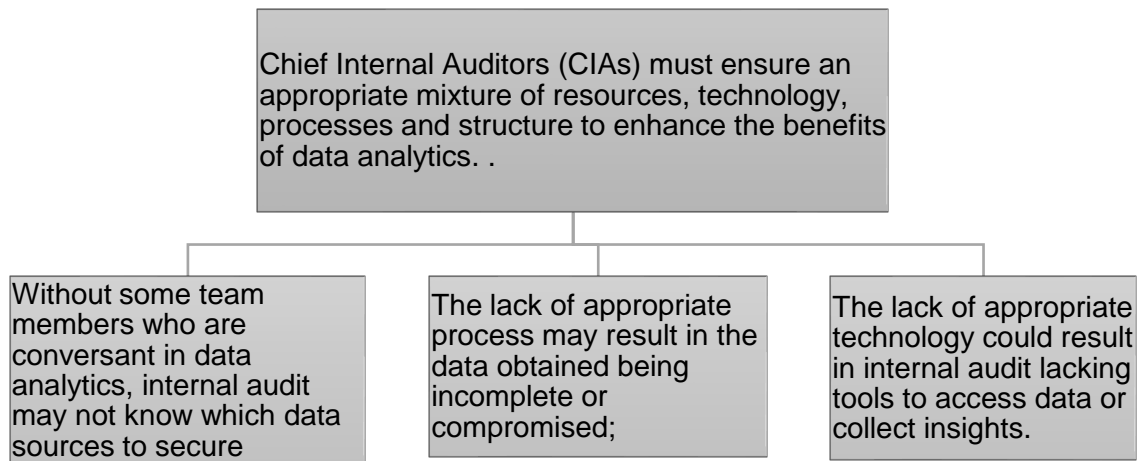 Chief Internal Auditors (CIAs) must ensure an
appropriate mixture of resources, technology,
processes and structure to enhance the benefits
of data analytics. .
Without some team
members who are
conversant in data
analytics, internal audit
may not know which data
sources to secure
The lack of appropriate
process may result in the
data obtained being
incomplete or
compromised;
The lack of appropriate
technology could result
in internal audit lacking
tools to access data or
collect insights.